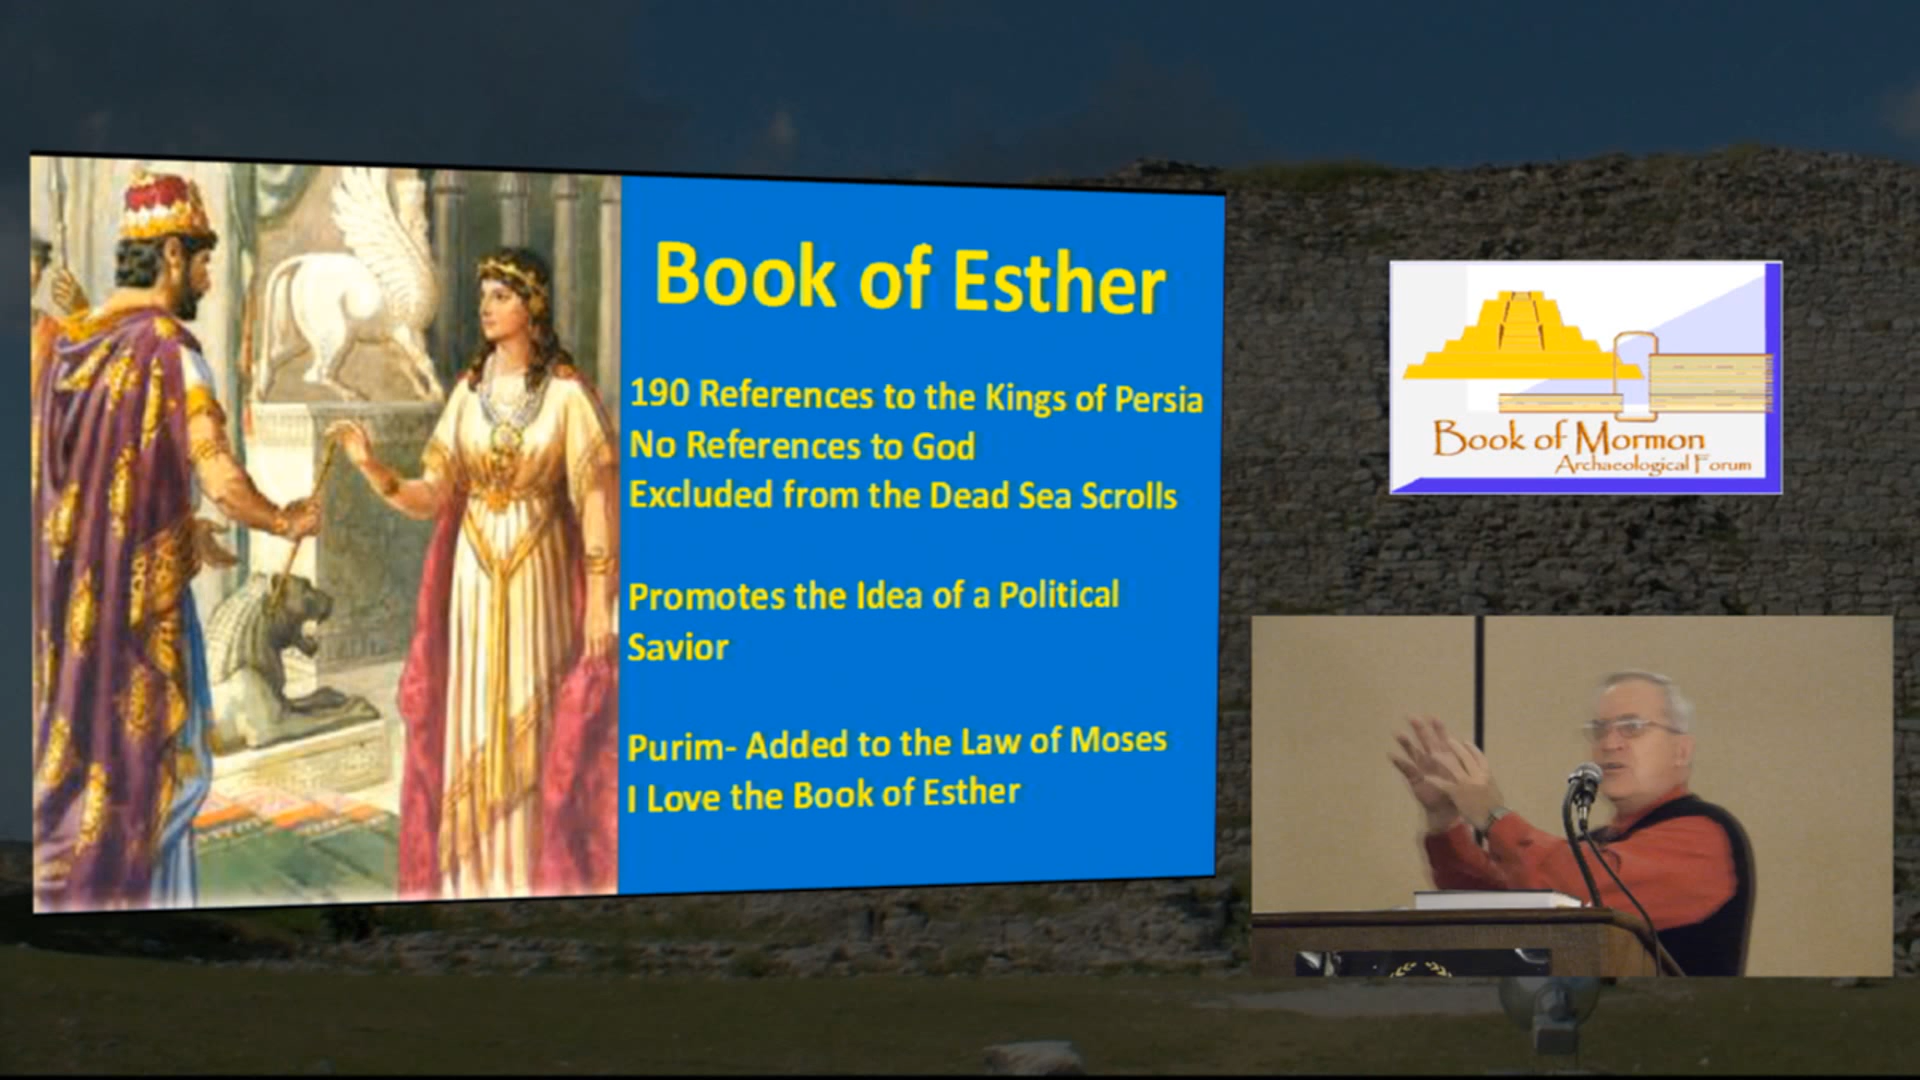 Book of Esther
190 References to the Kings of Persia
No References to God
Excluded from the Dead Sea Scrolls
Promotes the Idea of a Political
Savior
Purim- Added to the Law of Moses
I Love the Book of Esther
Book of Mormon
Archaeological Forum